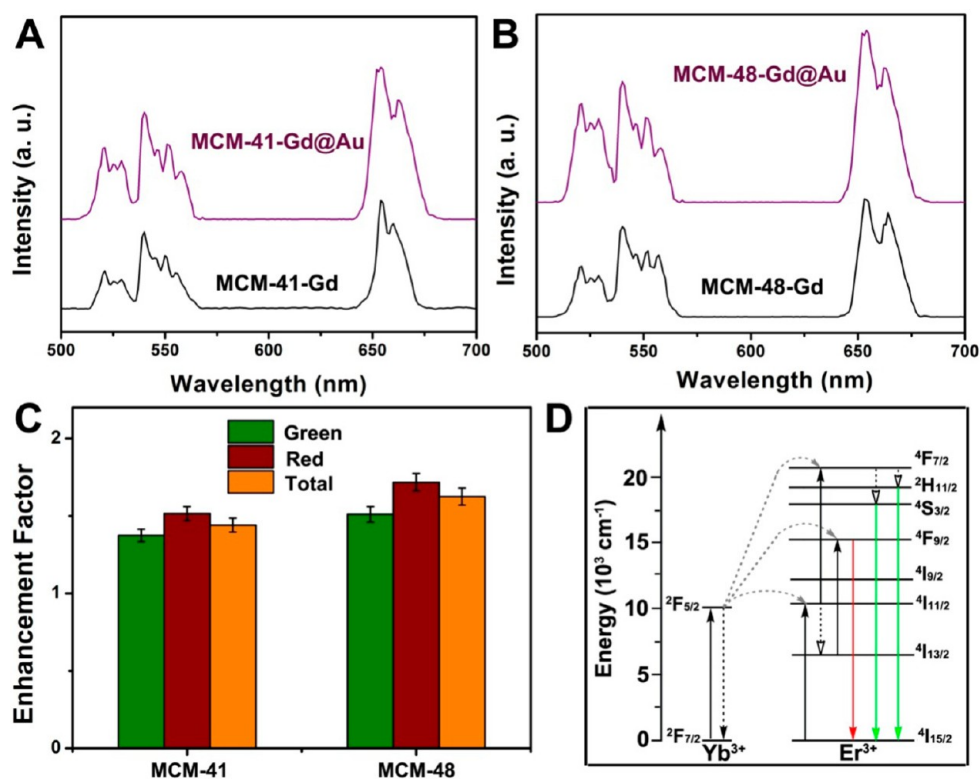 A
MCM-41-Gd@Au
MCM-41-Gd
Intensity (a. u.)
500 550 600 650 700
Wavelength (nm)
B
MCM-48-Gd@Au
MCM-48-Gd
Intensity (a. u.)
500 550 600 650 700
Wavelength (nm)
C
Green
Red
Total
Enhancement Factor
2
1
0
MCM-41 MCM-48
D
Energy (10³ cm⁻¹)
20
15
10
5
0
²F₅/₂
²F₇/₂
Yb³⁺
⁴F₇/₂
²H₁₁/₂
⁴S₃/₂
⁴F₉/₂
⁴I₉/₂
⁴I₁₁/₂
⁴I₁₃/₂
⁴I₁₅/₂
Er³⁺